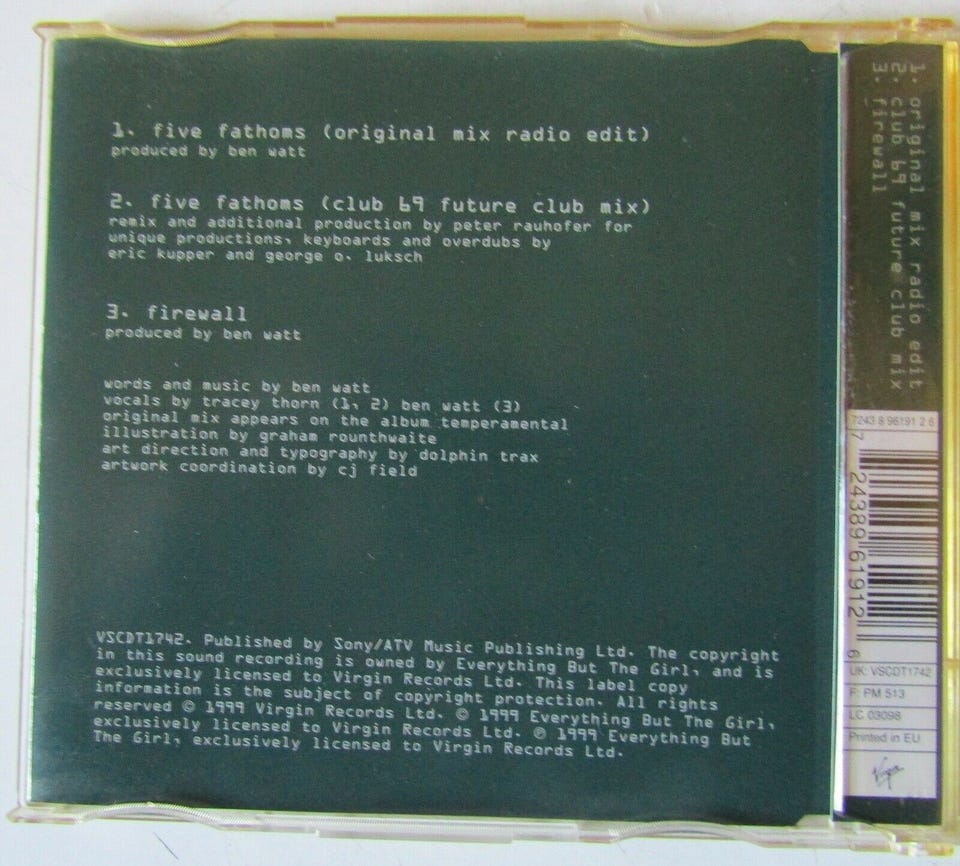 1. five fathoms (original mix radio edit)
produced by ben watt
2. five fathoms (club 69 future club mix)
remix and additional production by peter rauhofer for
unique productions, keyboards and overdubs by
eric kupper and george o. luksch
3. firewall
produced by ben watt
words and music by ben watt
vocals by tracey thorn (1, 2) ben watt (3)
original mix appears on the album temperamental
illustration by graham rounthwaite
art direction and typography by dolphin trax
artwork coordination by cj field
VSCDT1742. Published by Sony/ATV Music Publishing Ltd. The copyright
in this sound recording is owned by Everything But The Girl, and is
exclusively licensed to Virgin Records Ltd. This label copy
information is the subject of copyright protection. All rights
reserved © 1999 Virgin Records Ltd. © 1999 Everything But The Girl,
exclusively licensed to Virgin Records Ltd. ℗ 1999 Everything But
The Girl, exclusively licensed to Virgin Records Ltd.
1. original mix radio edit
2. club 69 future club mix
3. firewall
7243 8 96191 2 6
7 24389 61912 6
UK: VSCDT1742
F: PM 513
LC 03098
Printed in EU
Virgin